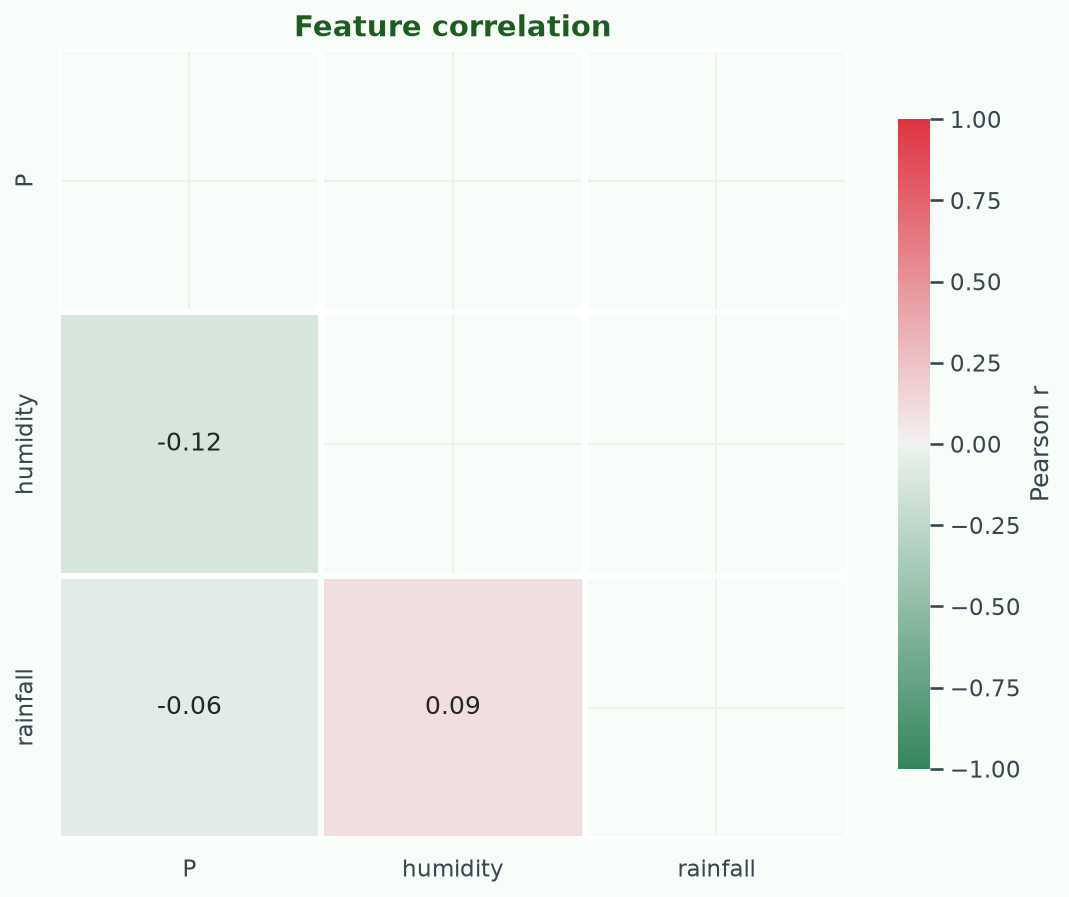 Feature correlation
P
humidity
-0.12
rainfall
-0.06
0.09
P
humidity
rainfall
1.00
0.75
0.50
0.25
0.00
−0.25
−0.50
−0.75
−1.00
Pearson r